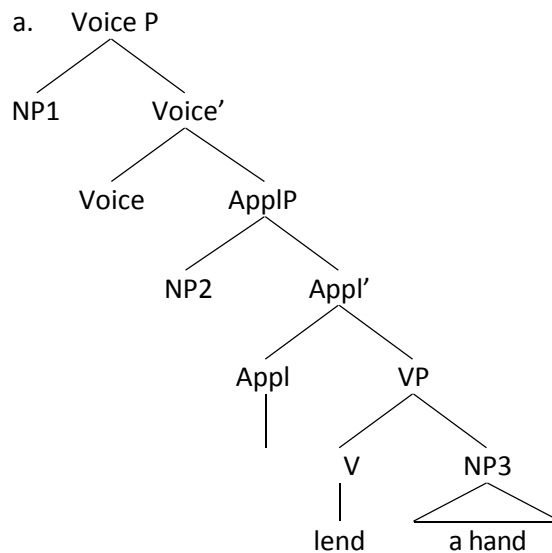 a. Voice P
NP1 Voice’
Voice ApplP
NP2 Appl’
Appl VP
V NP3
lend a hand